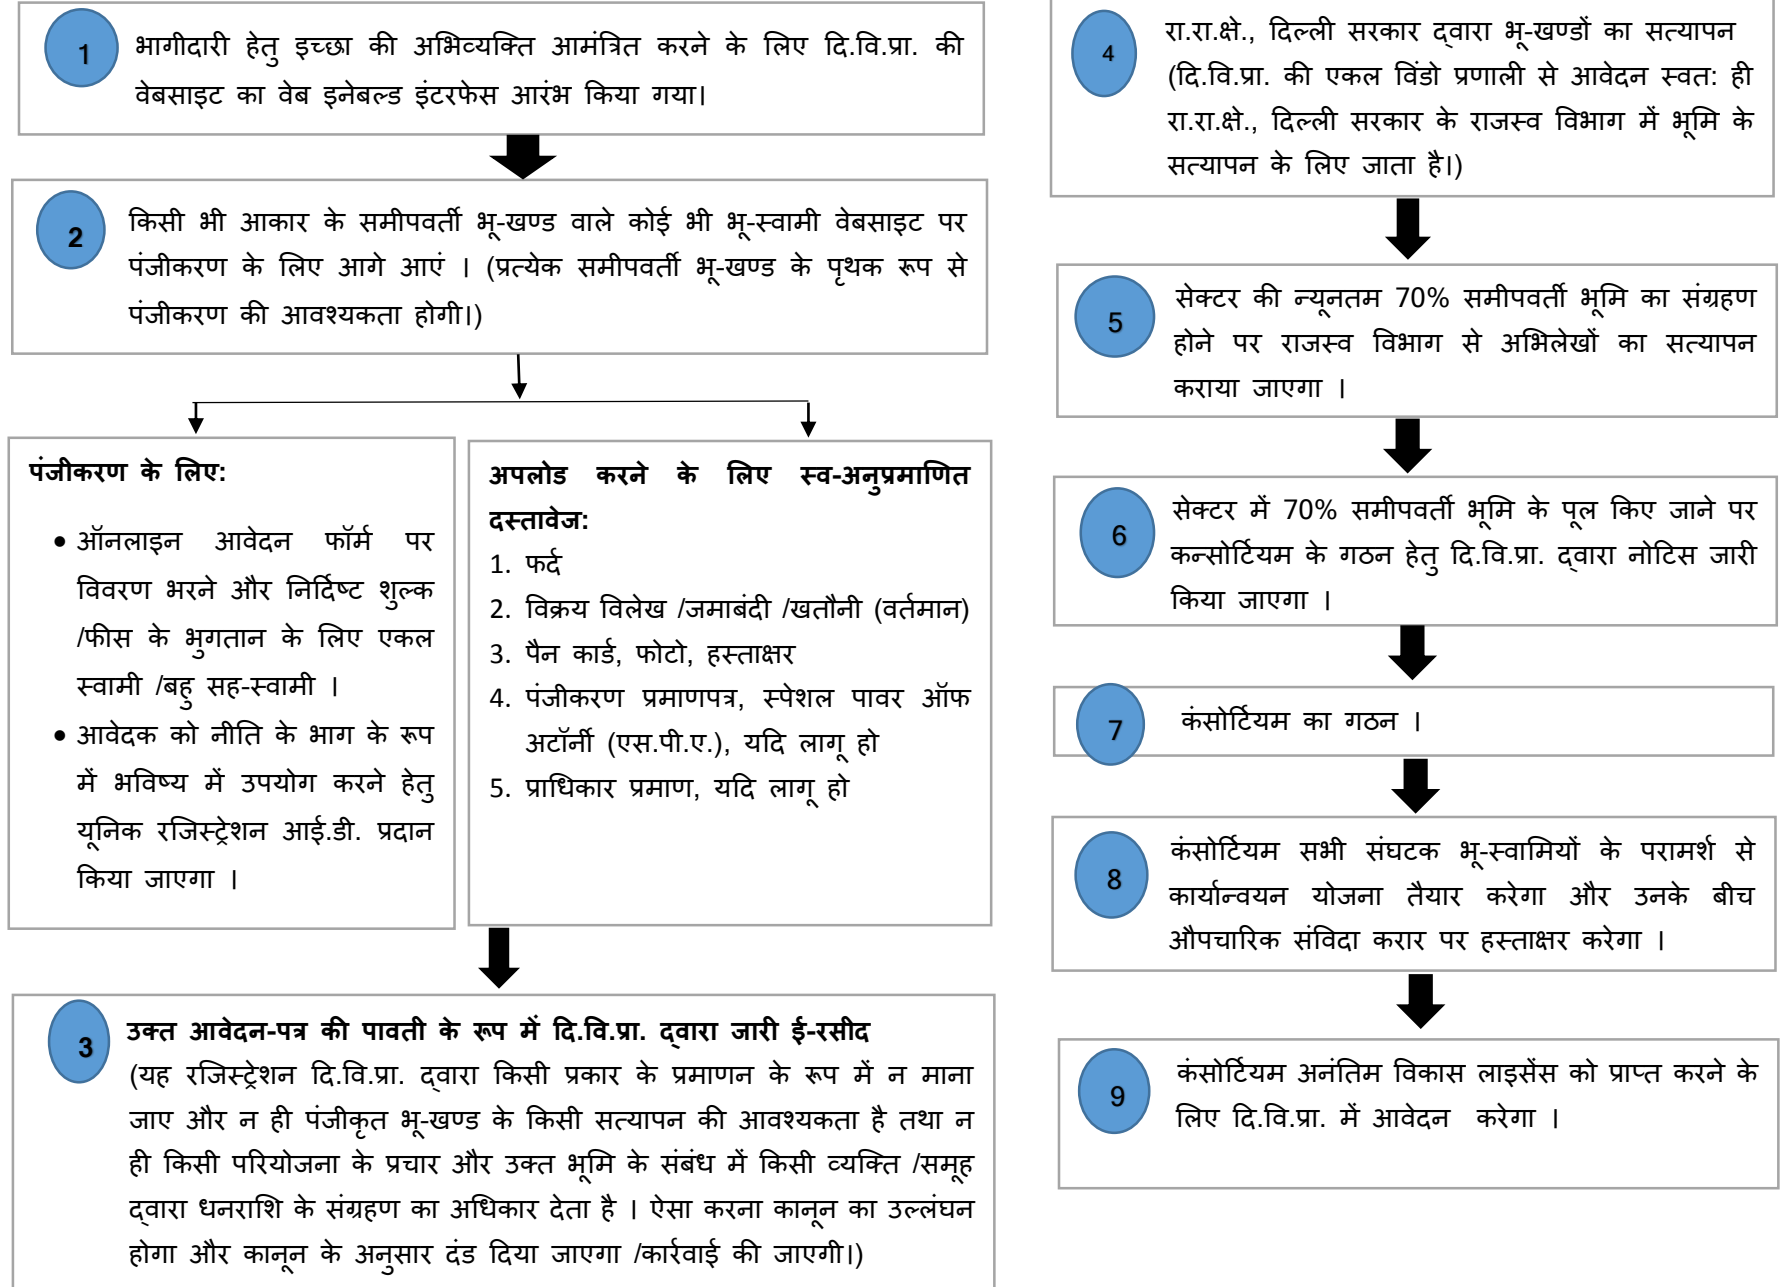 1
भागीदारी हेतु इच्छा की अभिव्यक्ति आमंत्रित करने के लिए दि.वि.प्रा. की
वेबसाइट का वेब इनेबल्ड इंटरफेस आरंभ किया गया।
2
किसी भी आकार के समीपवर्ती भू-खण्ड वाले कोई भी भू-स्वामी वेबसाइट पर
पंजीकरण के लिए आगे आएं । (प्रत्येक समीपवर्ती भू-खण्ड के पृथक रूप से
पंजीकरण की आवश्यकता होगी।)
पंजीकरण के लिए:
• ऑनलाइन आवेदन फॉर्म पर
विवरण भरने और निर्दिष्ट शुल्क
/फीस के भुगतान के लिए एकल
स्वामी /बहु सह-स्वामी ।
• आवेदक को नीति के भाग के रूप
में भविष्य में उपयोग करने हेतु
यूनिक रजिस्ट्रेशन आई.डी. प्रदान
किया जाएगा ।
अपलोड करने के लिए स्व-अनुप्रमाणित
दस्तावेज:
1. फर्द
2. विक्रय विलेख /जमाबंदी /खतौनी (वर्तमान)
3. पैन कार्ड, फोटो, हस्ताक्षर
4. पंजीकरण प्रमाणपत्र, स्पेशल पावर ऑफ
अटॉर्नी (एस.पी.ए.), यदि लागू हो
5. प्राधिकार प्रमाण, यदि लागू हो
3
उक्त आवेदन-पत्र की पावती के रूप में दि.वि.प्रा. द्वारा जारी ई-रसीद
(यह रजिस्ट्रेशन दि.वि.प्रा. द्वारा किसी प्रकार के प्रमाणन के रूप में न माना
जाए और न ही पंजीकृत भू-खण्ड के किसी सत्यापन की आवश्यकता है तथा न
ही किसी परियोजना के प्रचार और उक्त भूमि के संबंध में किसी व्यक्ति /समूह
द्वारा धनराशि के संग्रहण का अधिकार देता है । ऐसा करना कानून का उल्लंघन
होगा और कानून के अनुसार दंड दिया जाएगा /कार्रवाई की जाएगी।)
4
रा.रा.क्षे., दिल्ली सरकार द्वारा भू-खण्डों का सत्यापन
(दि.वि.प्रा. की एकल विंडो प्रणाली से आवेदन स्वत: ही
रा.रा.क्षे., दिल्ली सरकार के राजस्व विभाग में भूमि के
सत्यापन के लिए जाता है।)
5
सेक्टर की न्यूनतम 70% समीपवर्ती भूमि का संग्रहण
होने पर राजस्व विभाग से अभिलेखों का सत्यापन
कराया जाएगा ।
6
सेक्टर में 70% समीपवर्ती भूमि के पूल किए जाने पर
कन्सोर्टियम के गठन हेतु दि.वि.प्रा. द्वारा नोटिस जारी
किया जाएगा ।
7
कंसोर्टियम का गठन ।
8
कंसोर्टियम सभी संघटक भू-स्वामियों के परामर्श से
कार्यान्वयन योजना तैयार करेगा और उनके बीच
औपचारिक संविदा करार पर हस्ताक्षर करेगा ।
9
कंसोर्टियम अनंतिम विकास लाइसेंस को प्राप्त करने के
लिए दि.वि.प्रा. में आवेदन करेगा ।